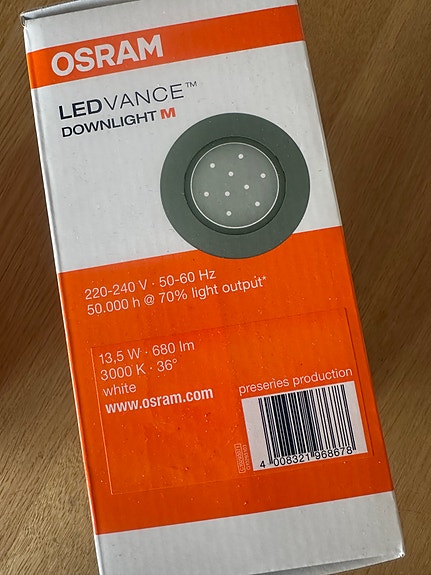 OSRAM
LEDVANCE™
DOWNLIGHT M
220-240 V · 50-60 Hz
50.000 h @ 70% light output*
13,5 W · 680 lm
3000 K · 36°
white
www.osram.com
preseries production
4 008321 968678